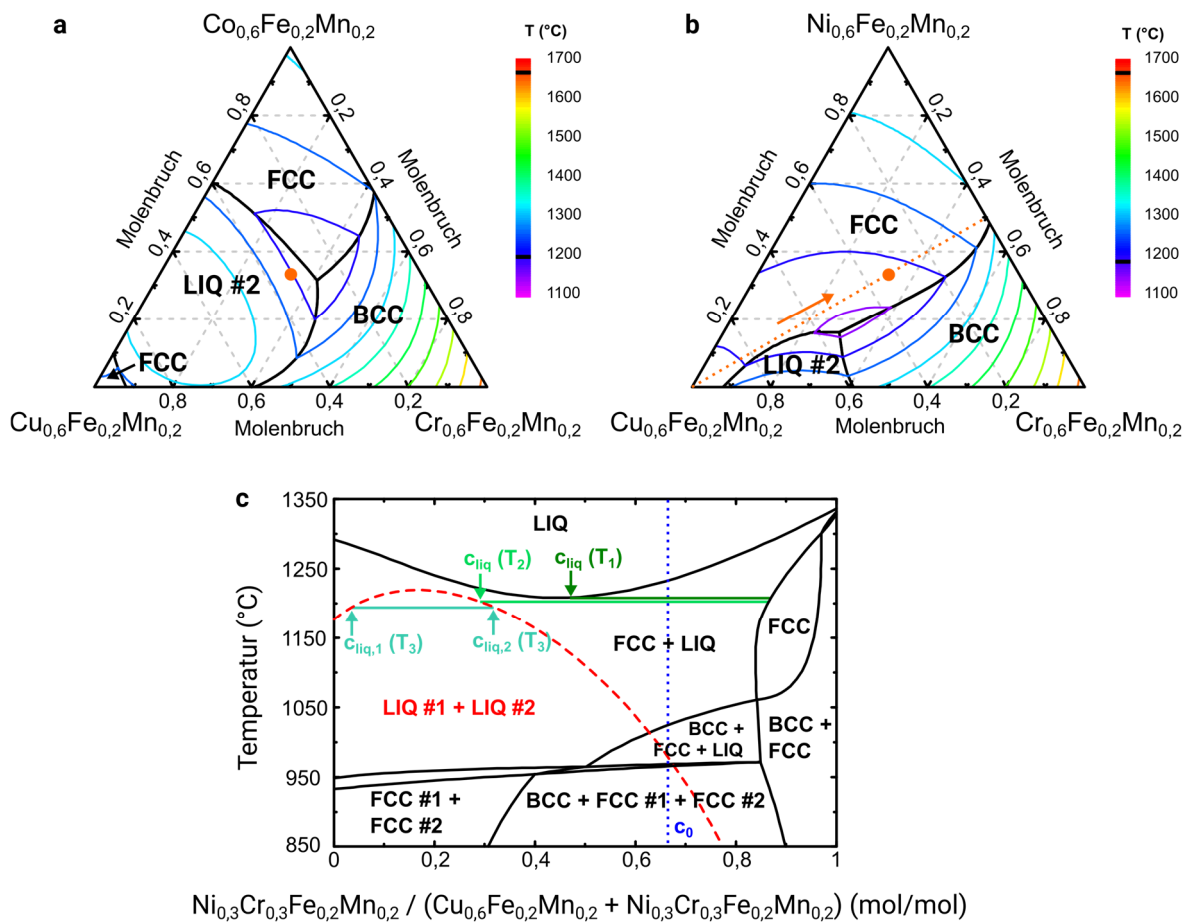 a
Co0,6Fe0,2Mn0,2
T (°C)
1700
1600
1500
1400
1300
1200
1100
0,8
0,2
0,6
0,4
Molenbruch
Molenbruch
0,4
0,6
0,2
0,8
FCC
LIQ #2
BCC
FCC
0,8
0,6
0,4
0,2
Cu0,6Fe0,2Mn0,2
Molenbruch
Cr0,6Fe0,2Mn0,2
b
Ni0,6Fe0,2Mn0,2
T (°C)
1700
1600
1500
1400
1300
1200
1100
0,8
0,2
0,6
0,4
Molenbruch
Molenbruch
0,4
0,6
0,2
0,8
FCC
BCC
LIQ #2
0,8
0,6
0,4
0,2
Cu0,6Fe0,2Mn0,2
Molenbruch
Cr0,6Fe0,2Mn0,2
c
1350
1250
1150
1050
950
850
Temperatur (°C)
LIQ
cliq (T2)
cliq (T1)
cliq,1 (T3)
cliq,2 (T3)
FCC + LIQ
FCC
LIQ #1 + LIQ #2
BCC +
FCC + LIQ
BCC +
FCC
FCC #1 +
FCC #2
BCC + FCC #1 + FCC #2
c0
0
0,2
0,4
0,6
0,8
1
Ni0,3Cr0,3Fe0,2Mn0,2 / (Cu0,6Fe0,2Mn0,2 + Ni0,3Cr0,3Fe0,2Mn0,2) (mol/mol)